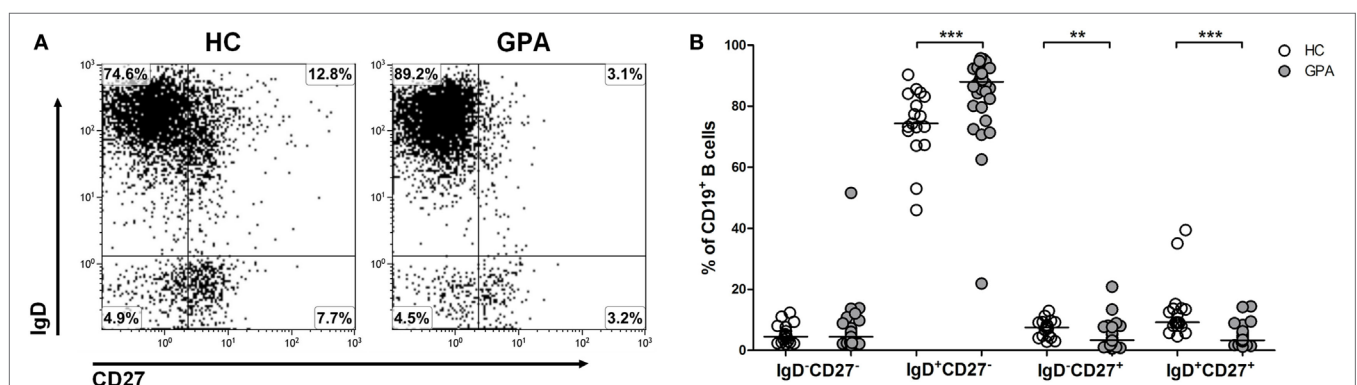 A
HC
GPA
74.6%
12.8%
4.9%
7.7%
89.2%
3.1%
4.5%
3.2%
10³
10²
10¹
10⁰
10⁰ 10¹ 10² 10³
10³
10²
10¹
10⁰
10⁰ 10¹ 10² 10³
IgD
CD27
B
% of CD19⁺ B cells
100
80
60
40
20
0
*** ** ***
HC
GPA
IgD⁻CD27⁻ IgD⁺CD27⁻ IgD⁻CD27⁺ IgD⁺CD27⁺